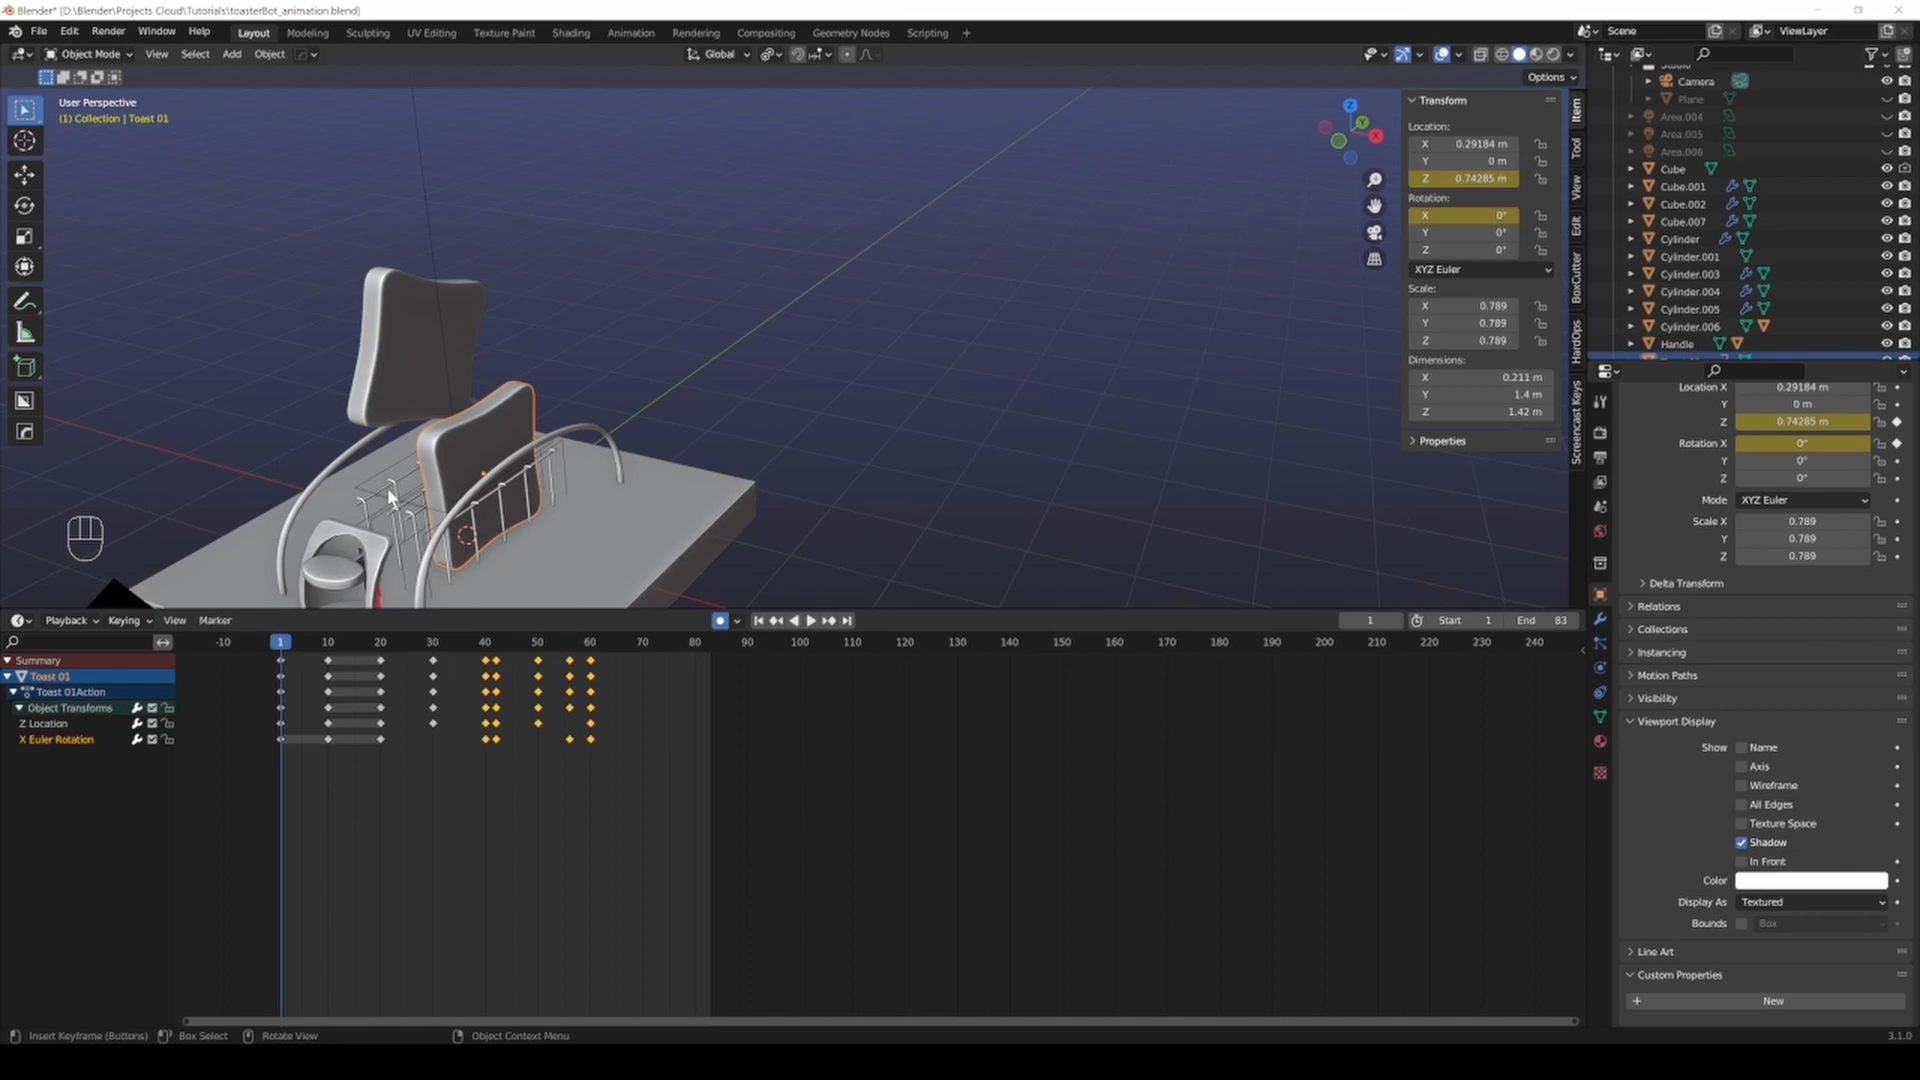 Blender* [D:\Blender\Projects Cloud\Tutorials\toasterBot_animation.blend]
File Edit Render Window Help Layout Modeling Sculpting UV Editing Texture Paint Shading Animation Rendering Compositing Geometry Nodes Scripting + Scene ViewLayer
Object Mode View Select Add Object Global
Options
User Perspective
(1) Collection | Toast 01
Z
Y
X
Transform
Location:
X 0.29184 m
Y 0 m
Z 0.74285 m
Rotation:
X 0°
Y 0°
Z 0°
XYZ Euler
Scale:
X 0.789
Y 0.789
Z 0.789
Dimensions:
X 0.211 m
Y 1.4 m
Z 1.42 m
Properties
Item
Tool
View
Edit
BoxCutter
HardOps
Screencast Keys
Camera
Plane
Area.004
Area.005
Area.006
Cube
Cube.001
Cube.002
Cube.007
Cylinder
Cylinder.001
Cylinder.003
Cylinder.004
Cylinder.005
Cylinder.006
Handle
Location X 0.29184 m
Y 0 m
Z 0.74285 m
Rotation X 0°
Y 0°
Z 0°
Mode XYZ Euler
Scale X 0.789
Y 0.789
Z 0.789
Delta Transform
Relations
Collections
Instancing
Motion Paths
Visibility
Viewport Display
Show Name
Axis
Wireframe
All Edges
Texture Space
Shadow
In Front
Color
Display As Textured
Bounds Box
Line Art
Custom Properties
+ New
Playback Keying View Marker 1 Start 1 End 83
-10 1 10 20 30 40 50 60 70 80 90 100 110 120 130 140 150 160 170 180 190 200 210 220 230 240
Summary
Toast 01
Toast 01Action
Object Transforms
Z Location
X Euler Rotation
Insert Keyframe (Buttons) Box Select Rotate View Object Context Menu 3.1.0